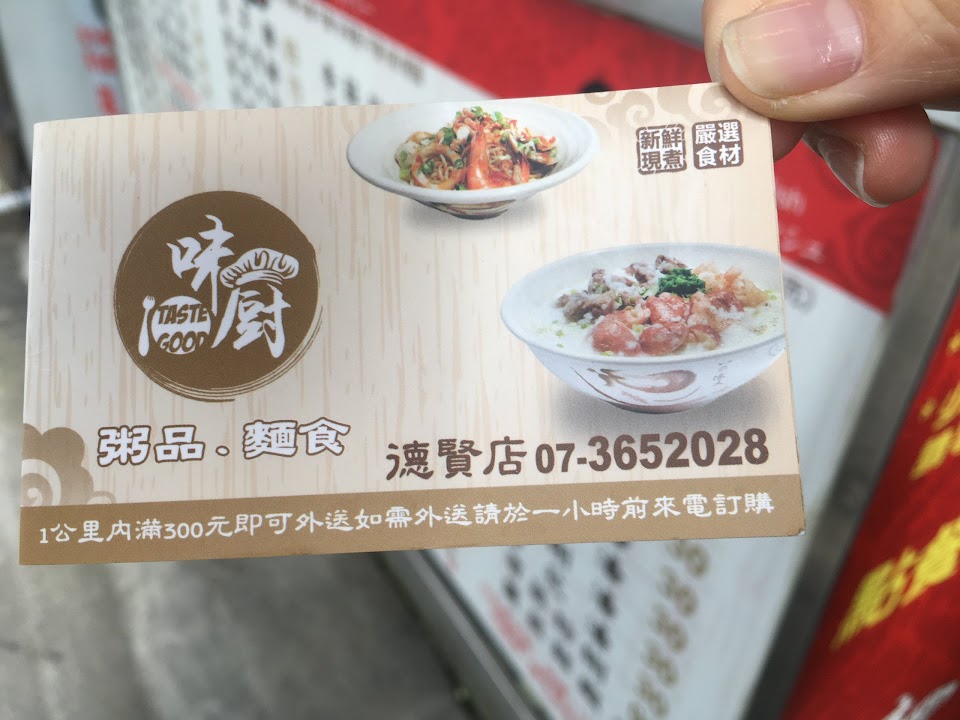 新鮮 嚴選
現煮 食材
味廚
TASTE
GOOD
粥品.麵食
德賢店 07-3652028
1公里內滿300元即可外送如需外送請於一小時前來電訂購